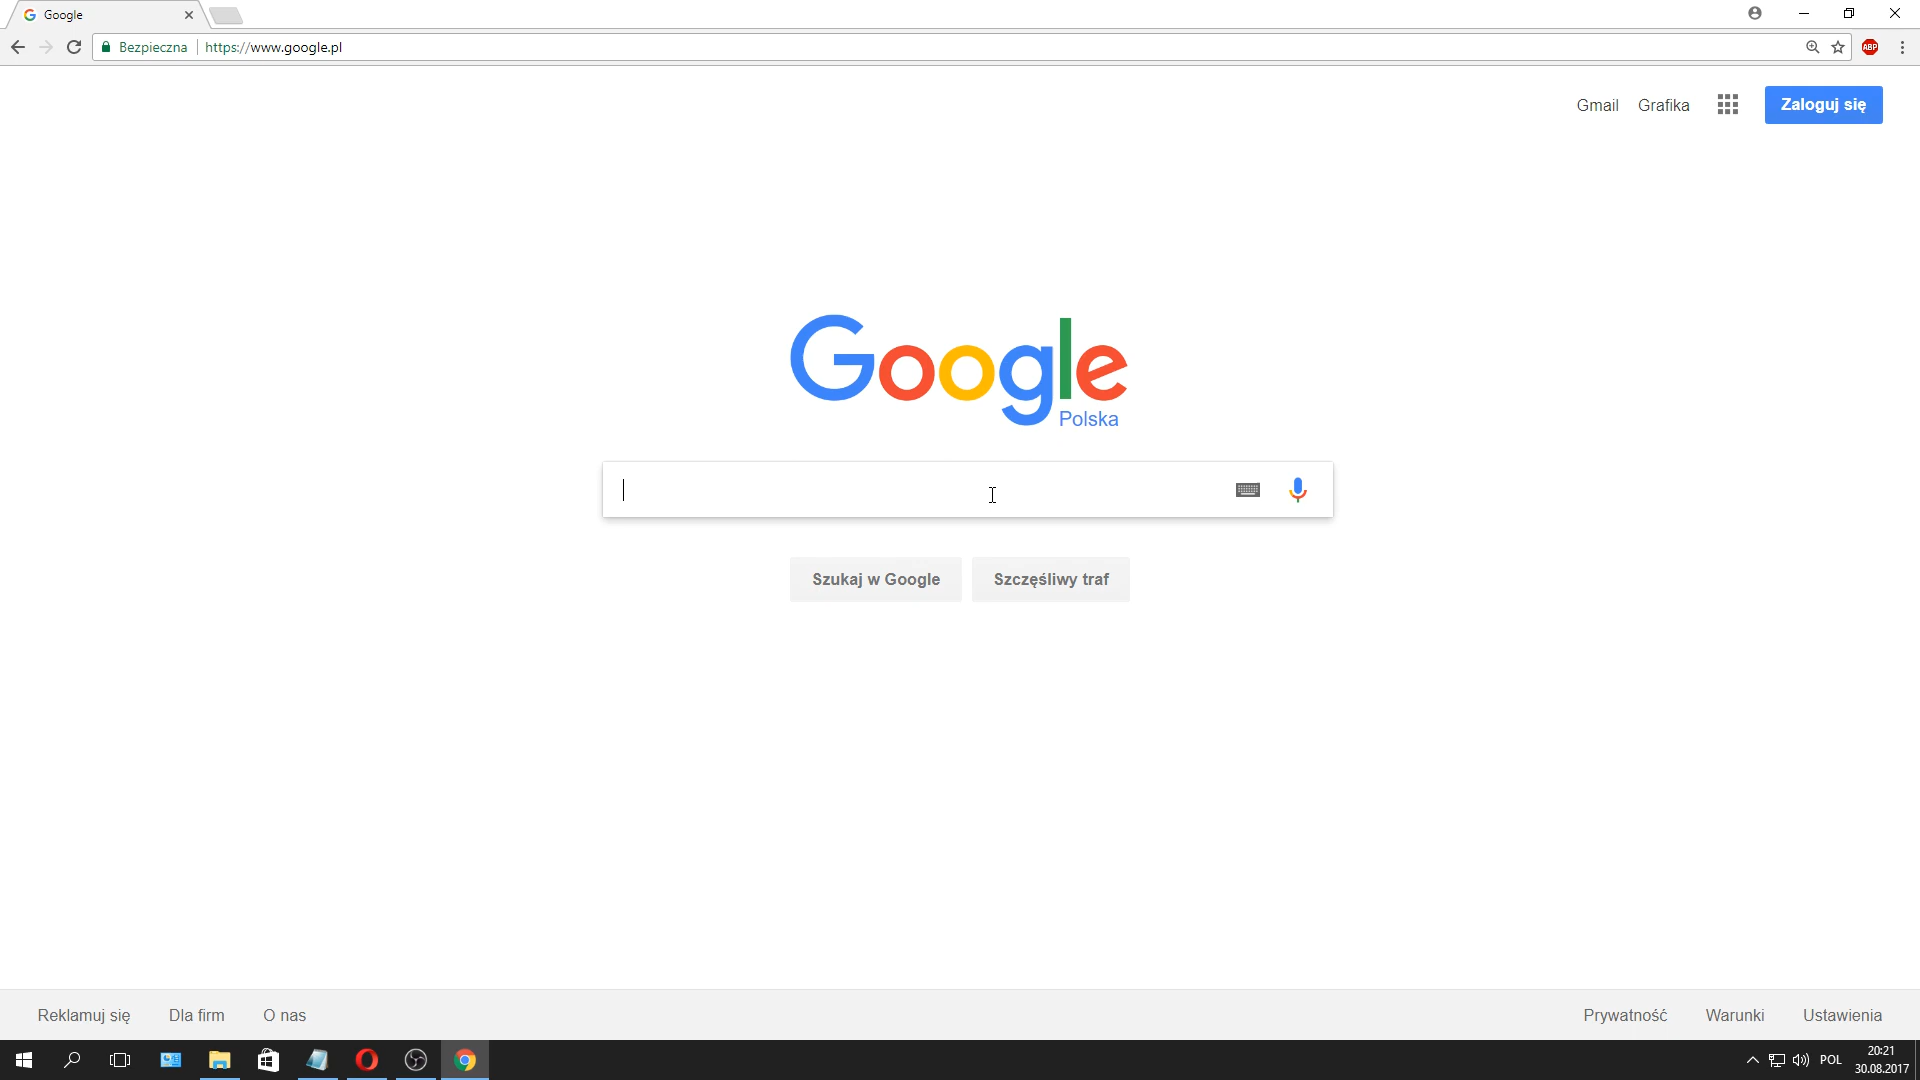 Google
Bezpieczna https://www.google.pl
ABP
Gmail Grafika Zaloguj się
Google
Polska
Szukaj w Google Szczęśliwy traf
Reklamuj się Dla firm O nas Prywatność Warunki Ustawienia
POL 20:21
30.08.2017